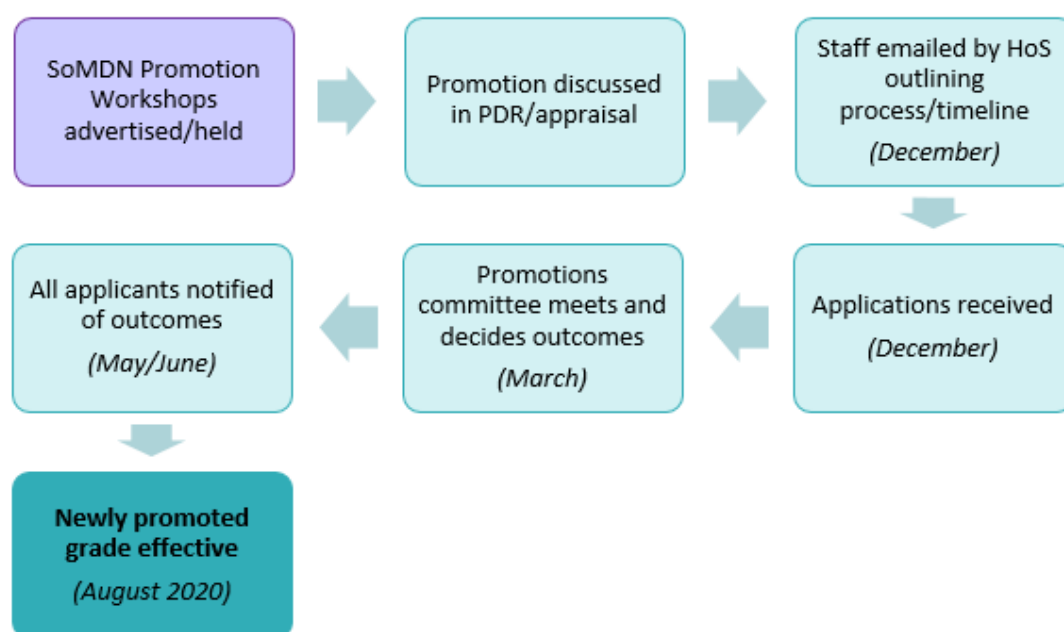 SoMDN Promotion
Workshops
advertised/held
Promotion discussed
in PDR/appraisal
Staff emailed by HoS
outlining
process/timeline
(December)
Applications received
(December)
Promotions
committee meets and
decides outcomes
(March)
All applicants notified
of outcomes
(May/June)
Newly promoted
grade effective
(August 2020)